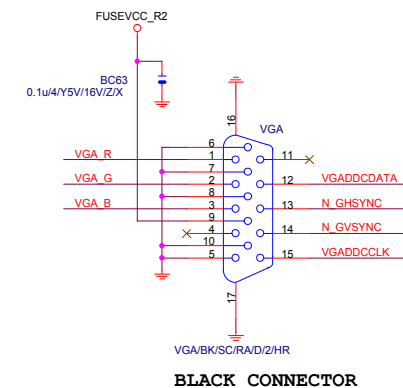 FUSEVCC_R2
BC63
0.1u/4/Y5V/16V/Z/X
16
VGA
6
VGA_R 1 11
7
VGA_G 2 12 VGADDCDATA
8
VGA_B 3 13 N_GHSYNC
9
4 14 N_GVSYNC
10
5 15 VGADDCCLK
17
VGA/BK/SC/RA/D/2/HR
BLACK CONNECTOR